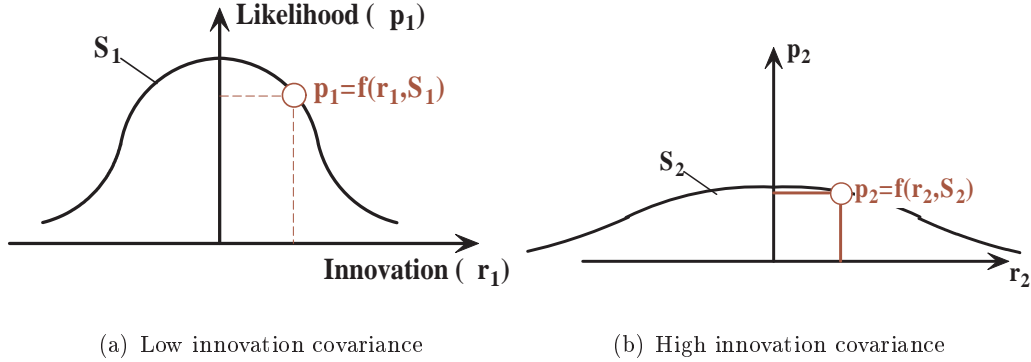 Likelihood ( p₁)
S₁
p₁=f(r₁,S₁)
Innovation ( r₁)
(a) Low innovation covariance
p₂
S₂
p₂=f(r₂,S₂)
r₂
(b) High innovation covariance